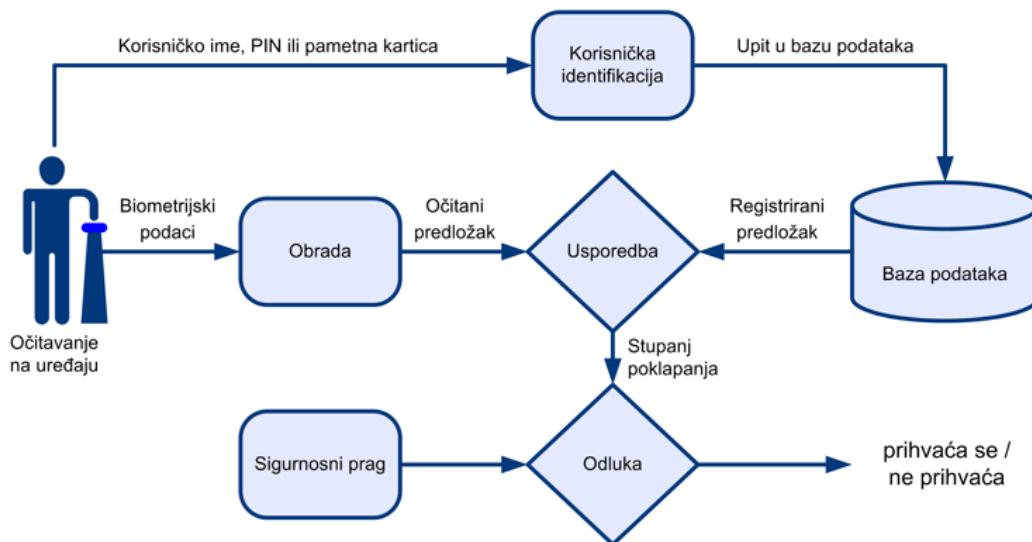 Korisničko ime, PIN ili pametna kartica
Korisnička
identifikacija
Upit u bazu podataka
Biometrijski
podaci
Obrada
Očitani
predložak
Usporedba
Registrirani
predložak
Baza podataka
Očitavanje
na uređaju
Stupanj
poklapanja
Sigurnosni prag
Odluka
prihvaća se /
ne prihvaća